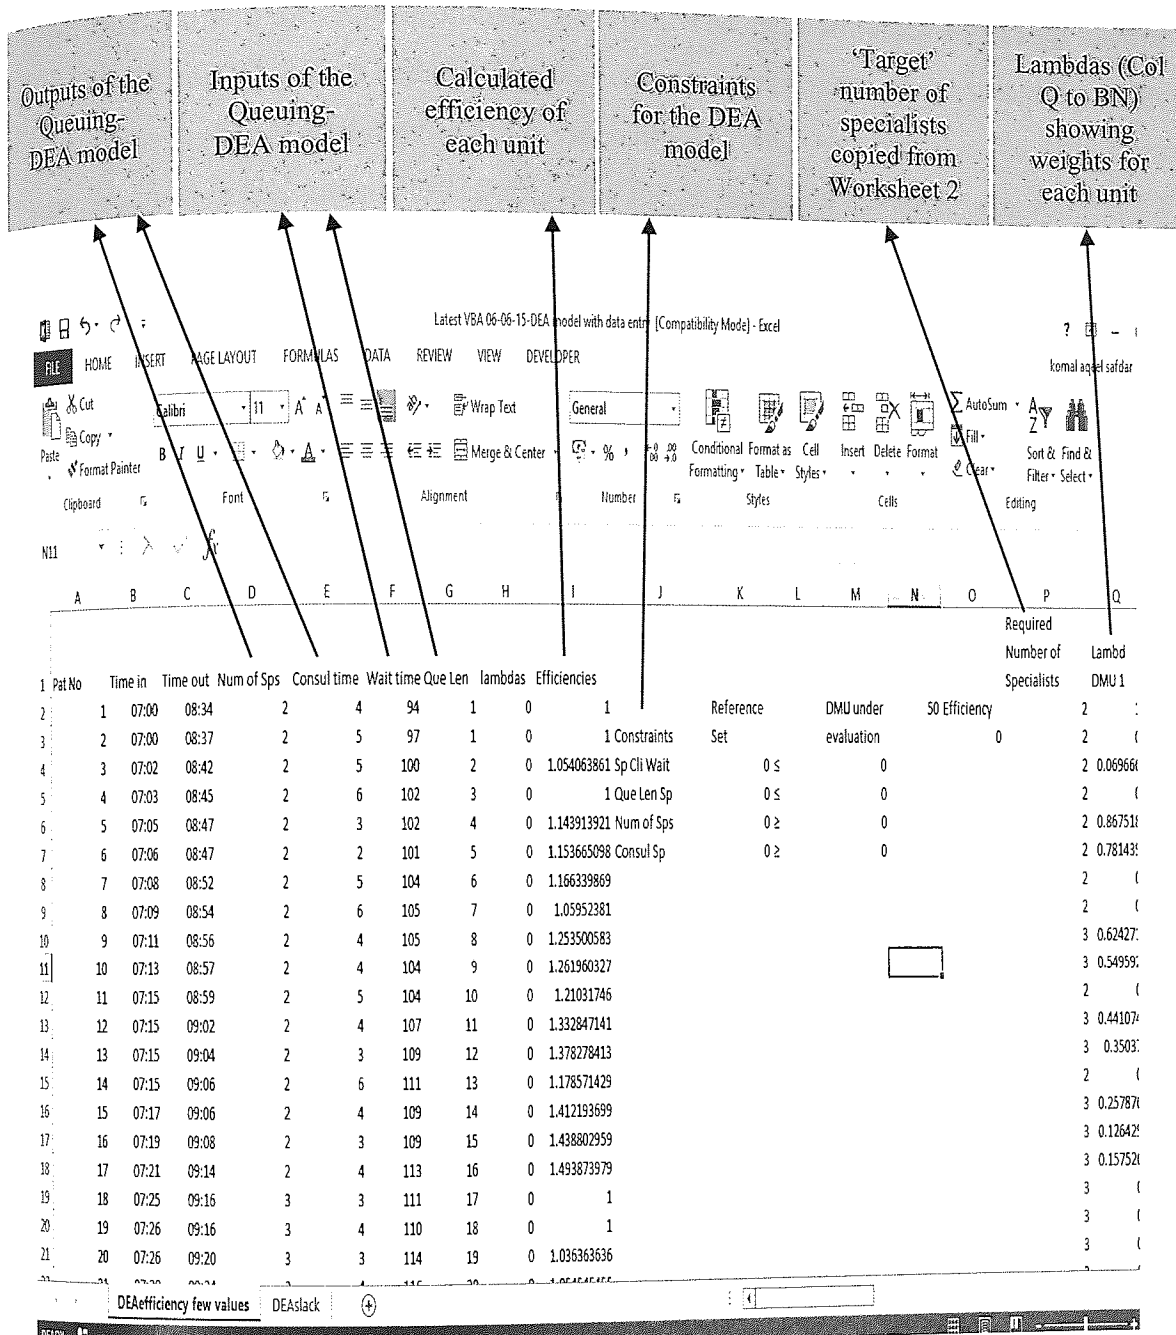 Outputs of the
Queuing-
DEA model
Inputs of the
Queuing-
DEA model
Calculated
efficiency of
each unit
Constraints
for the DEA
model
'Target'
number of
specialists
copied from
Worksheet 2
Lambdas (Col
Q to BN)
showing
weights for
each unit
Latest VBA 06-06-15-DEA model with data entry [Compatibility Mode] - Excel
FILE HOME INSERT PAGE LAYOUT FORMULAS DATA REVIEW VIEW DEVELOPER komal aqeel safdar
Cut
Copy
Format Painter
Paste
Clipboard
Calibri 11
B I U
Font
Wrap Text
Merge & Center
Alignment
General
Number
Conditional Formatting
Format as Table
Cell Styles
Styles
Insert Delete Format
Cells
AutoSum
Fill
Clear
Sort & Filter
Find & Select
Editing
N11 fx
A B C D E F G H I J K L M N O P Q
Required
Number of Lambd
1 Pat No Time in Time out Num of Sps Consul time Wait time Que Len lambdas Efficiencies Specialists DMU 1
2 1 07:00 08:34 2 4 94 1 0 1 Reference DMU under 50 Efficiency 2
3 2 07:00 08:37 2 5 97 1 0 1 Constraints Set evaluation 0 2
4 3 07:02 08:42 2 5 100 2 0 1.054063861 Sp Cli Wait 0 ≤ 0 2 0.06966
5 4 07:03 08:45 2 6 102 3 0 1 Que Len Sp 0 ≤ 0 2
6 5 07:05 08:47 2 3 102 4 0 1.143913921 Num of Sps 0 ≥ 0 2 0.867518
7 6 07:06 08:47 2 2 101 5 0 1.153665098 Consul Sp 0 ≥ 0 2 0.78143
8 7 07:08 08:52 2 5 104 6 0 1.166339869 2
9 8 07:09 08:54 2 6 105 7 0 1.05952381 2
10 9 07:11 08:56 2 4 105 8 0 1.253500583 3 0.62427
11 10 07:13 08:57 2 4 104 9 0 1.261960327 3 0.54959
12 11 07:15 08:59 2 5 104 10 0 1.21031746 2
13 12 07:15 09:02 2 4 107 11 0 1.332847141 3 0.44107
14 13 07:15 09:04 2 3 109 12 0 1.378278413 3 0.3503
15 14 07:15 09:06 2 6 111 13 0 1.178571429 2
16 15 07:17 09:06 2 4 109 14 0 1.412193699 3 0.25787
17 16 07:19 09:08 2 3 109 15 0 1.438802959 3 0.12642
18 17 07:21 09:14 2 4 113 16 0 1.493873979 3 0.15752
19 18 07:25 09:16 3 3 111 17 0 1 3
20 19 07:26 09:16 3 4 110 18 0 1 3
21 20 07:26 09:20 3 3 114 19 0 1.036363636 3
DEAefficiency few values DEAslack